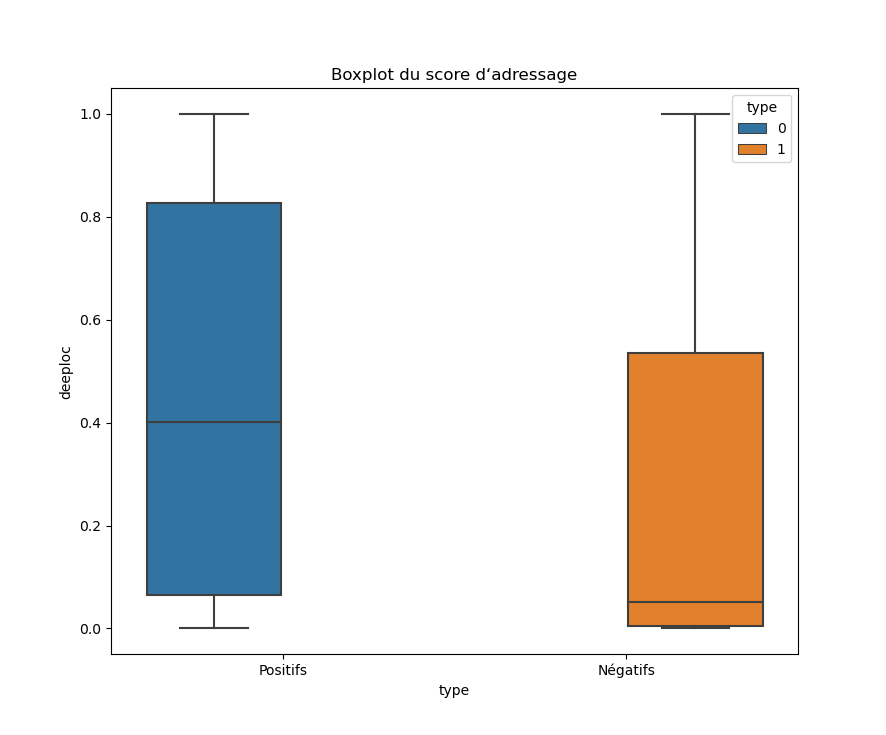 Boxplot du score d‘adressage
type
0
1
1.0
0.8
0.6
0.4
0.2
0.0
deeploc
Positifs
Négatifs
type